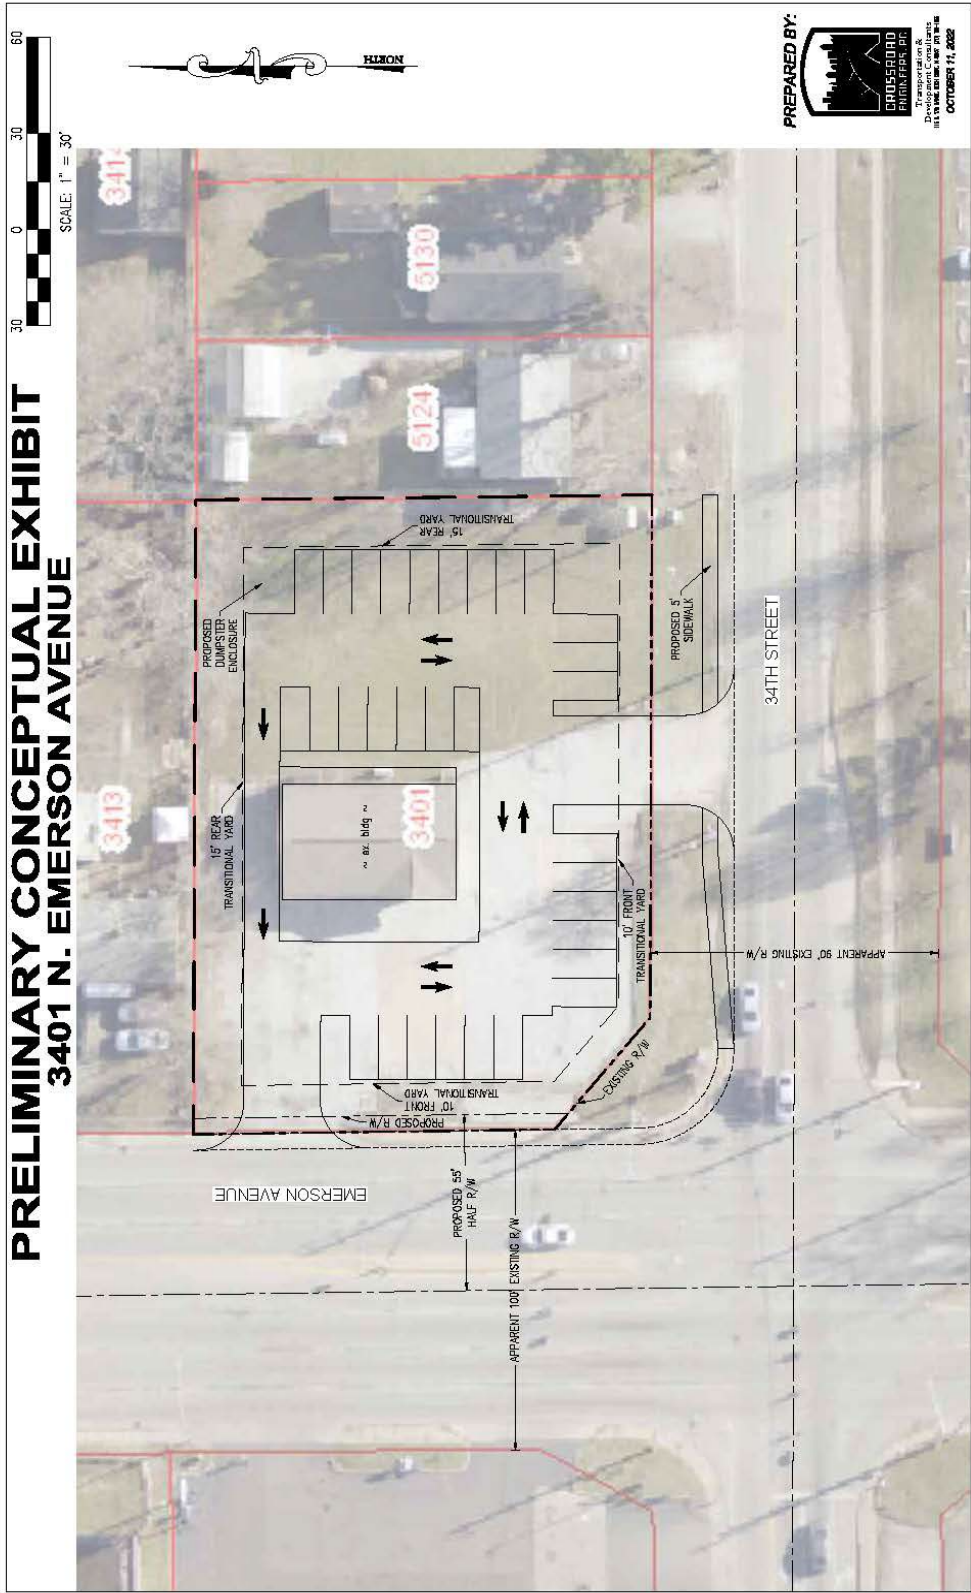 PRELIMINARY CONCEPTUAL EXHIBIT
3401 N. EMERSON AVENUE
30 0 30 60
SCALE: 1" = 30'
NORTH
3413
3414
15' REAR
TRANSITIONAL YARD
PROPOSED
DUMPSTER
ENCLOSURE
15' REAR
TRANSITIONAL YARD
5124
5130
~ ex. bldg ~
3401
EMERSON AVENUE
PROPOSED R/W
10' FRONT
TRANSITIONAL YARD
PROPOSED 55'
HALF R/W
APPARENT 100' EXISTING R/W
EXISTING R/W
10' FRONT
TRANSITIONAL YARD
PROPOSED 5'
SIDEWALK
APPARENT 90' EXISTING R/W
34TH STREET
PREPARED BY:
CROSSROAD
ENGINEERS, PC
Transportation &
Development Consultants
OCTOBER 11, 2022